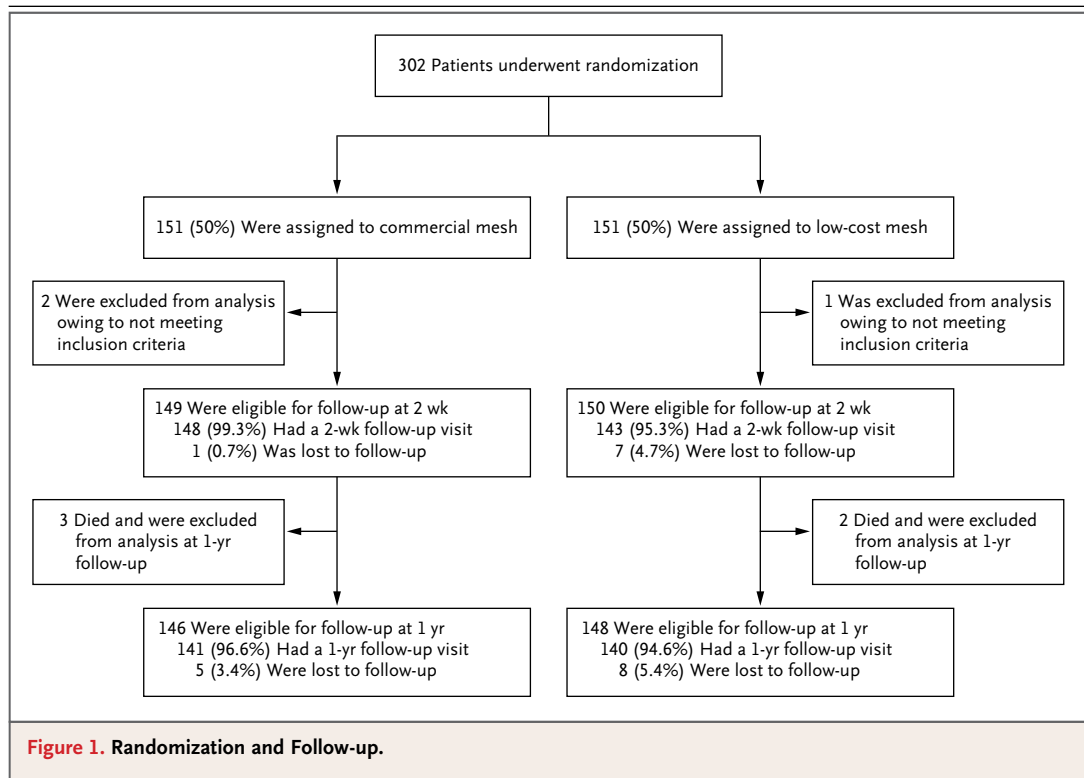 302 Patients underwent randomization
151 (50%) Were assigned to commercial mesh
151 (50%) Were assigned to low-cost mesh
2 Were excluded from analysis
owing to not meeting
inclusion criteria
1 Was excluded from analysis
owing to not meeting
inclusion criteria
149 Were eligible for follow-up at 2 wk
148 (99.3%) Had a 2-wk follow-up visit
1 (0.7%) Was lost to follow-up
150 Were eligible for follow-up at 2 wk
143 (95.3%) Had a 2-wk follow-up visit
7 (4.7%) Were lost to follow-up
3 Died and were excluded
from analysis at 1-yr
follow-up
2 Died and were excluded
from analysis at 1-yr
follow-up
146 Were eligible for follow-up at 1 yr
141 (96.6%) Had a 1-yr follow-up visit
5 (3.4%) Were lost to follow-up
148 Were eligible for follow-up at 1 yr
140 (94.6%) Had a 1-yr follow-up visit
8 (5.4%) Were lost to follow-up
Figure 1. Randomization and Follow-up.